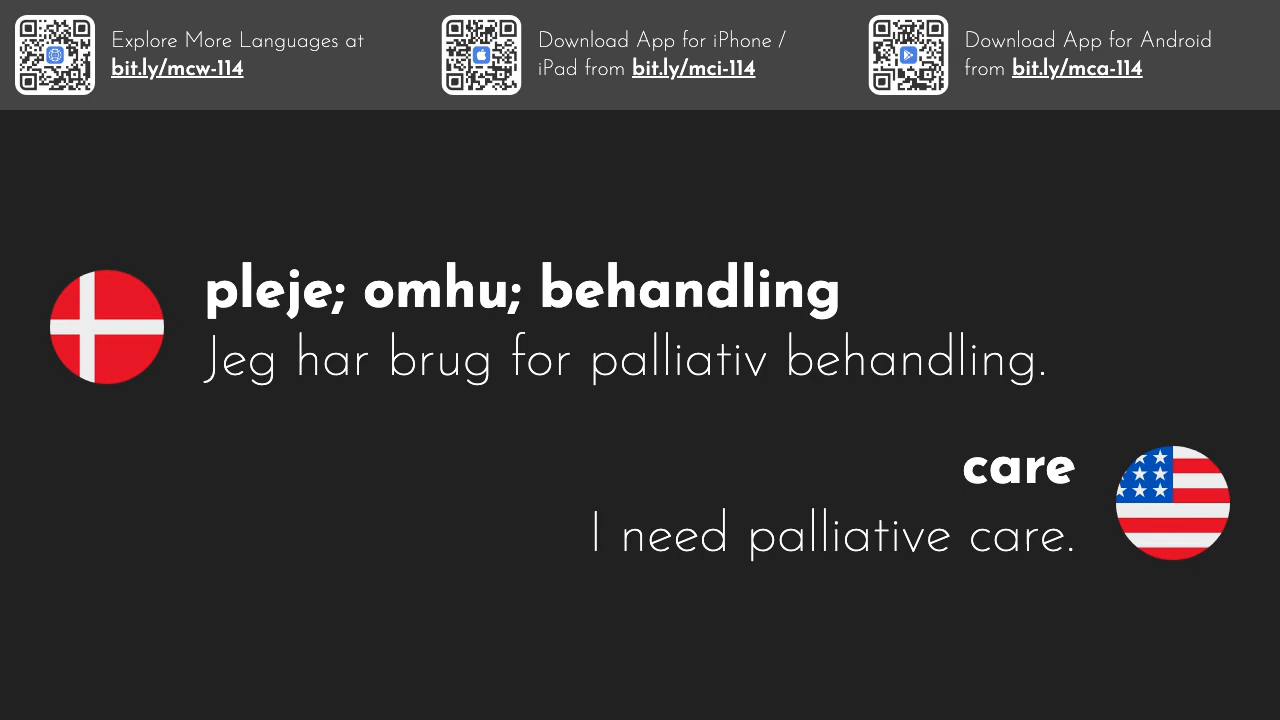 Explore More Languages at
bit.ly/mcw-114
Download App for iPhone /
iPad from bit.ly/mci-114
Download App for Android
from bit.ly/mca-114
pleje; omhu; behandling
Jeg har brug for palliativ behandling.
care
I need palliative care.